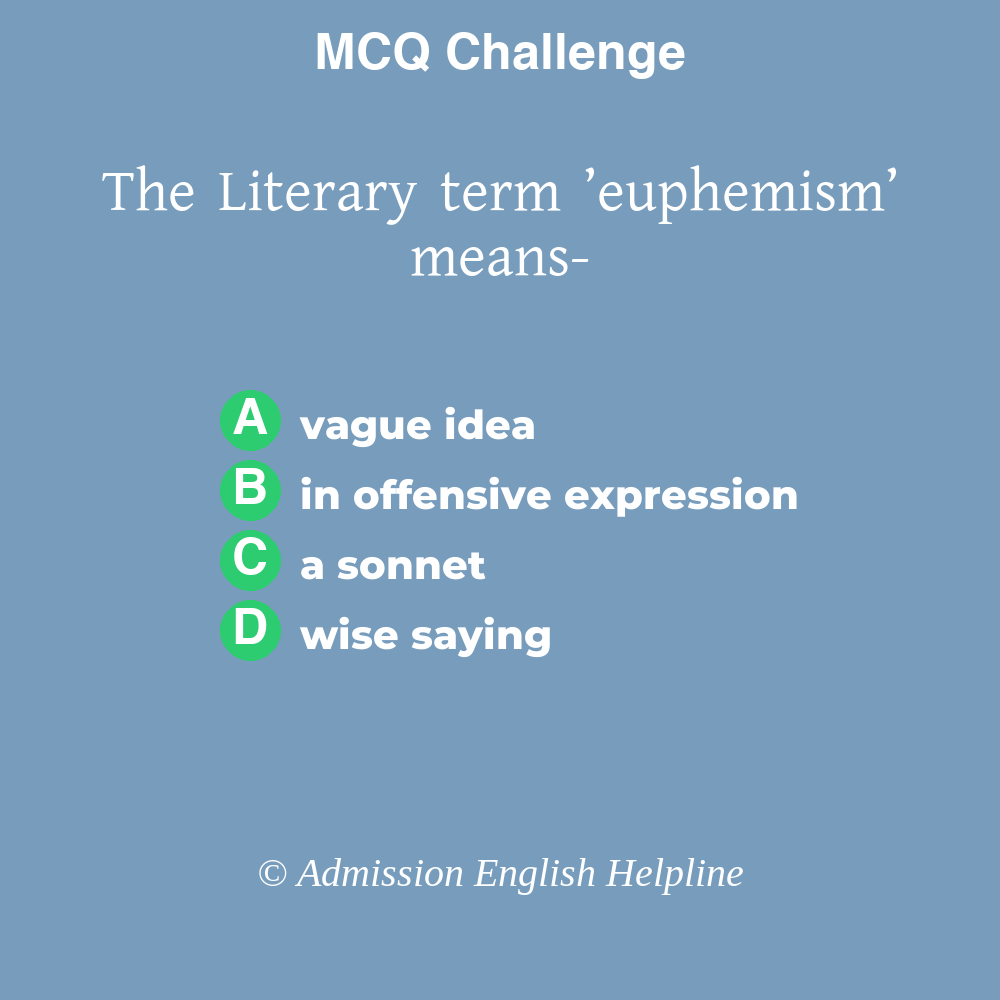 MCQ Challenge
The Literary term ’euphemism’
means-
A vague idea
B in offensive expression
C a sonnet
D wise saying
© Admission English Helpline